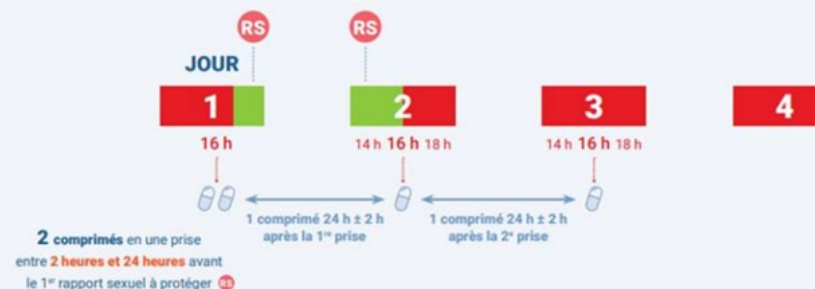 RS RS
JOUR
1 2 3 4
16 h 14 h 16 h 18 h 14 h 16 h 18 h
1 comprimé 24 h ± 2 h
après la 1re prise
1 comprimé 24 h ± 2 h
après la 2e prise
2 comprimés en une prise
entre 2 heures et 24 heures avant
le 1er rapport sexuel à protéger RS